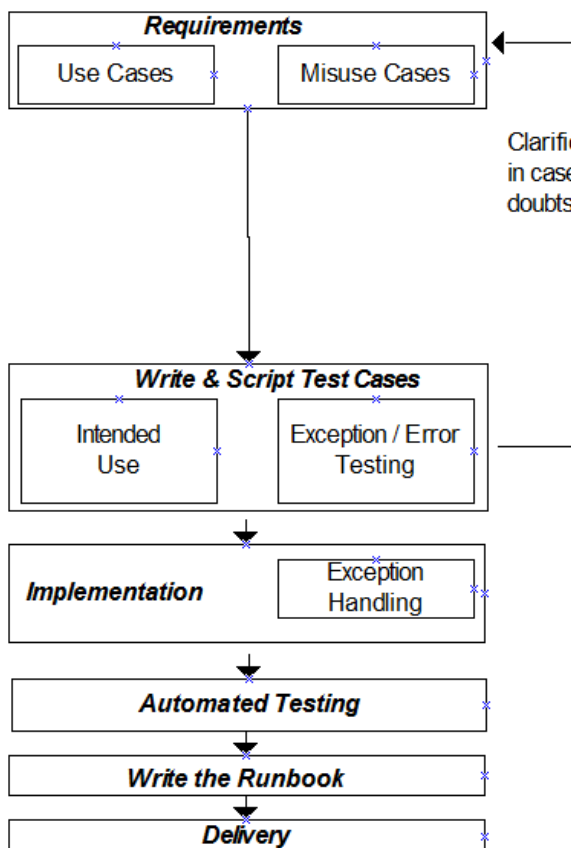 Requirements
Use Cases
Misuse Cases
in case
doubts
Write & Script Test Cases
Intended
Use
Exception / Error
Testing
Implementation
Exception
Handling
Automated Testing
Write the Runbook
Delivery